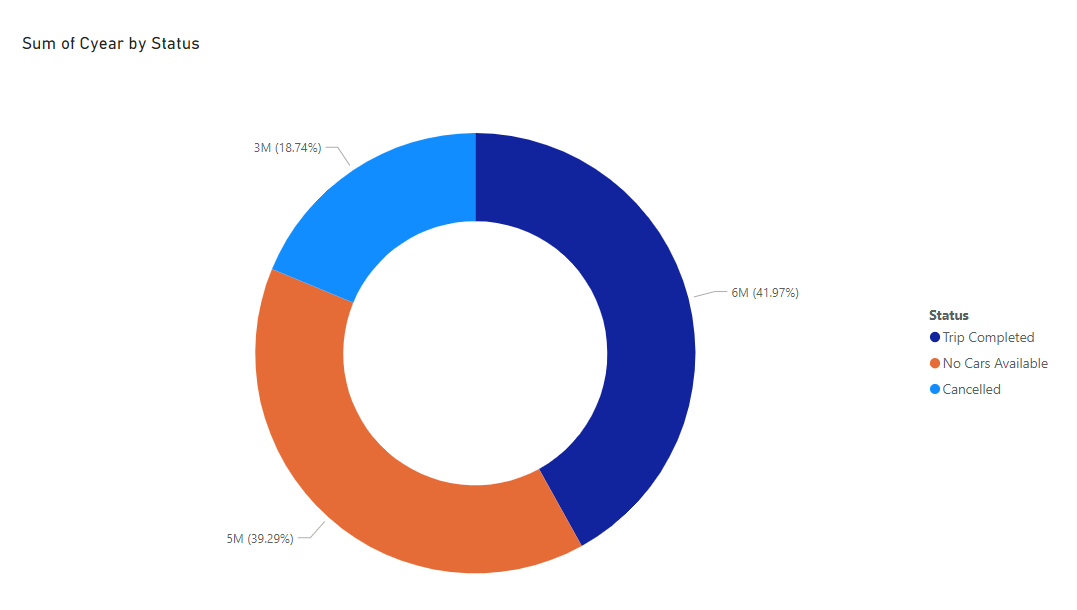 Sum of Cyear by Status
3M (18.74%)
6M (41.97%)
5M (39.29%)
Status
Trip Completed
No Cars Available
Cancelled